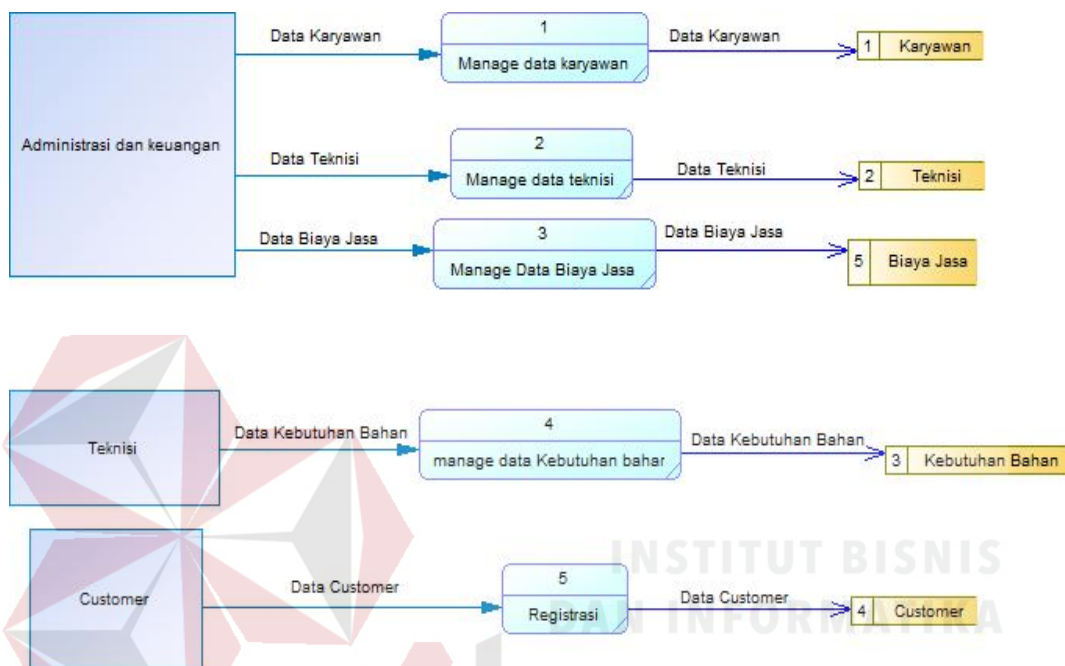 Administrasi dan keuangan
Data Karyawan
1
Manage data karyawan
Data Karyawan
1 Karyawan
Data Teknisi
2
Manage data teknisi
Data Teknisi
2 Teknisi
Data Biaya Jasa
3
Manage Data Biaya Jasa
Data Biaya Jasa
5 Biaya Jasa
Teknisi
Data Kebutuhan Bahan
4
manage data Kebutuhan bahar
Data Kebutuhan Bahan
3 Kebutuhan Bahan
Customer
Data Customer
5
Registrasi
Data Customer
4 Customer
INSTITUT BISNIS
DAN INFORMATIKA